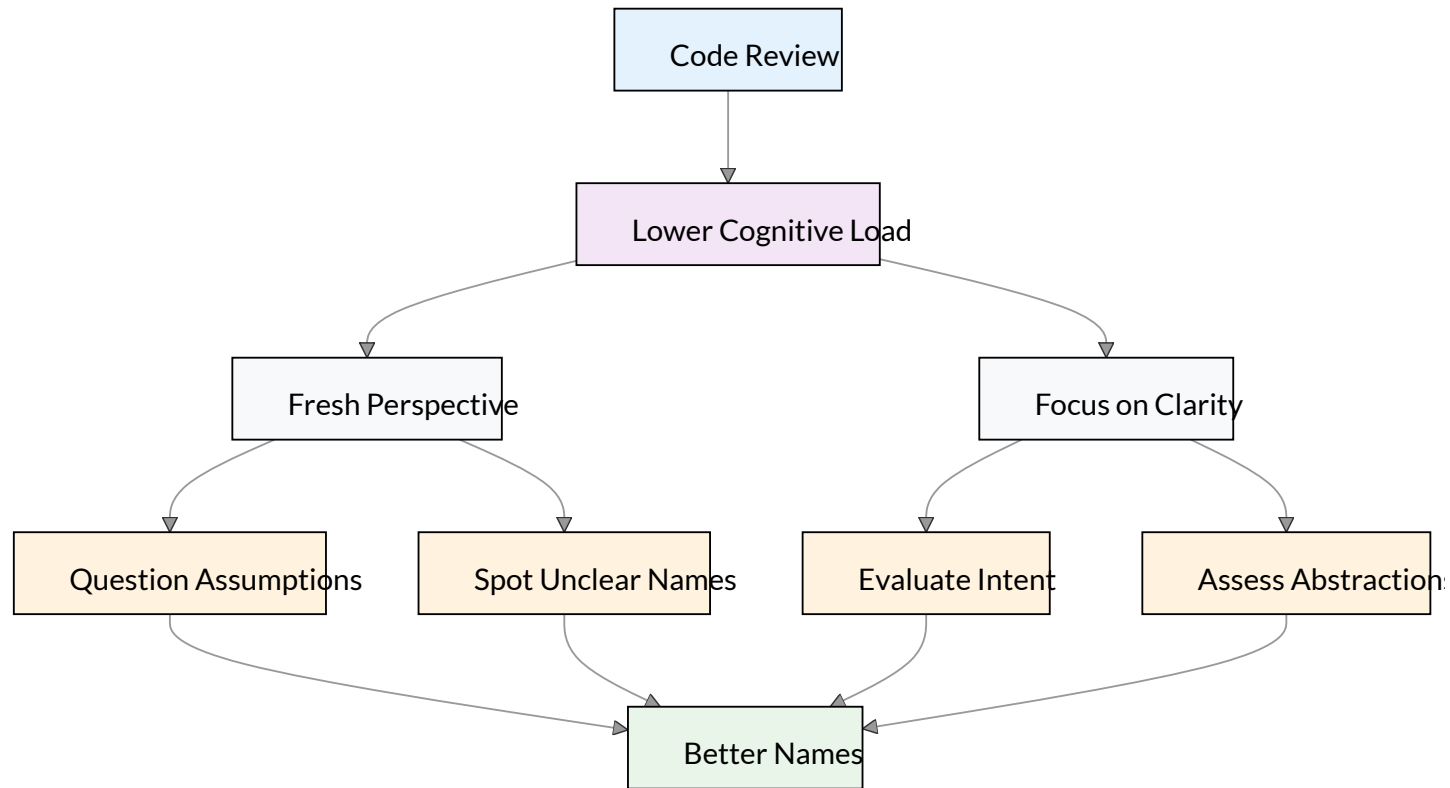 Code Review
Lower Cognitive Load
Fresh Perspective
Focus on Clarity
Question Assumptions
Spot Unclear Names
Evaluate Intent
Assess Abstractions
Better Names